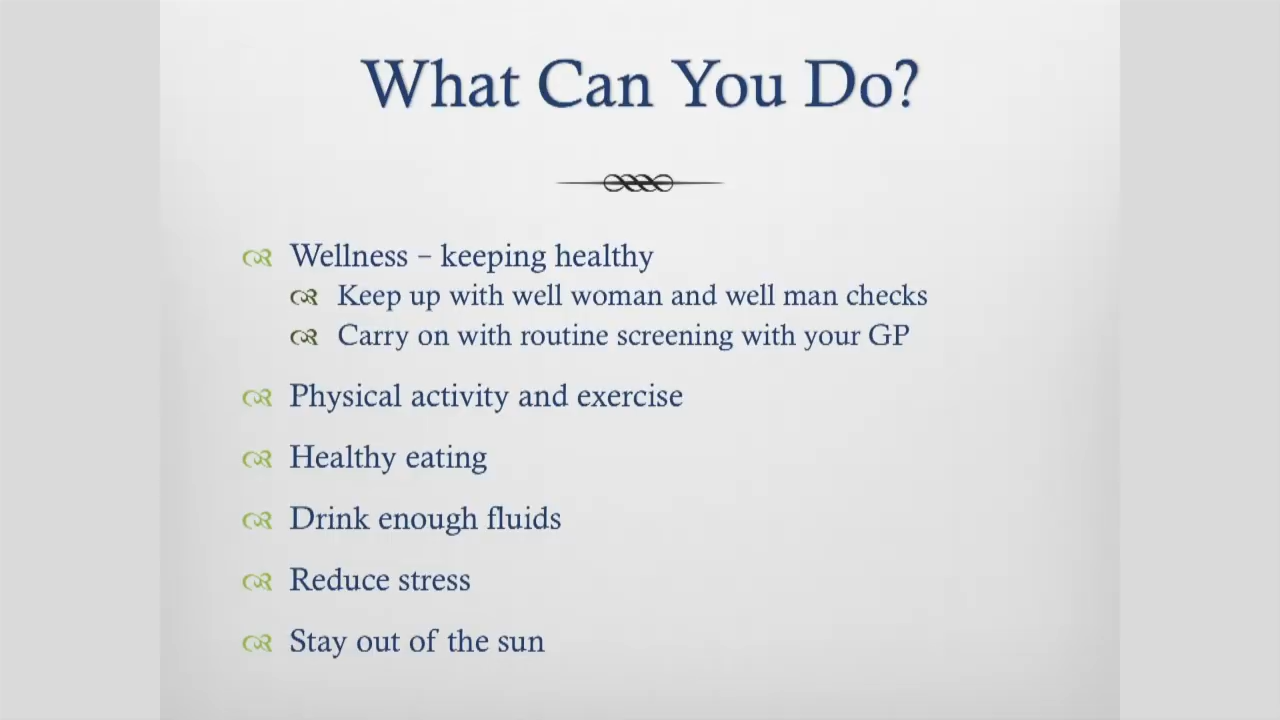 What Can You Do?
Wellness – keeping healthy
Keep up with well woman and well man checks
Carry on with routine screening with your GP
Physical activity and exercise
Healthy eating
Drink enough fluids
Reduce stress
Stay out of the sun